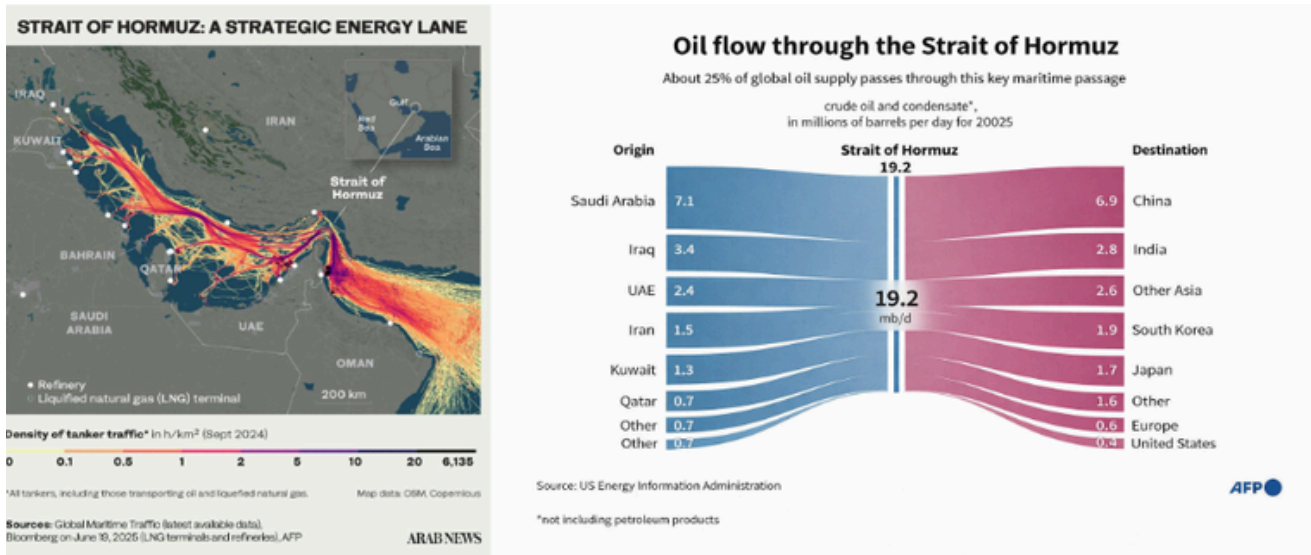 STRAIT OF HORMUZ: A STRATEGIC ENERGY LANE
IRAQ
KUWAIT
IRAN
Gulf
Red
Sea
Arabian
Sea
Strait of
Hormuz
BAHRAIN
QATAR
SAUDI
ARABIA
UAE
OMAN
Refinery
Liquified natural gas (LNG) terminal
200 km
Density of tanker traffic* in h/km² (Sept 2024)
0 0.1 0.5 1 2 5 10 20 6,135
*All tankers, including those transporting oil and liquefied natural gas.
Map data: OSM, Copernicus
Sources: Global Maritime Traffic (latest available data),
Bloomberg on June 19, 2025 (LNG terminals and refineries), AFP
ARAB NEWS
Oil flow through the Strait of Hormuz
About 25% of global oil supply passes through this key maritime passage
crude oil and condensate*,
in millions of barrels per day for 20025
Origin
Strait of Hormuz
Destination
19.2
Saudi Arabia 7.1
6.9 China
Iraq 3.4
2.8 India
UAE 2.4
2.6 Other Asia
19.2
mb/d
Iran 1.5
1.9 South Korea
Kuwait 1.3
1.7 Japan
Qatar 0.7
1.6 Other
Other 0.7
0.6 Europe
Other 0.7
0.4 United States
Source: US Energy Information Administration
AFP
*not including petroleum products